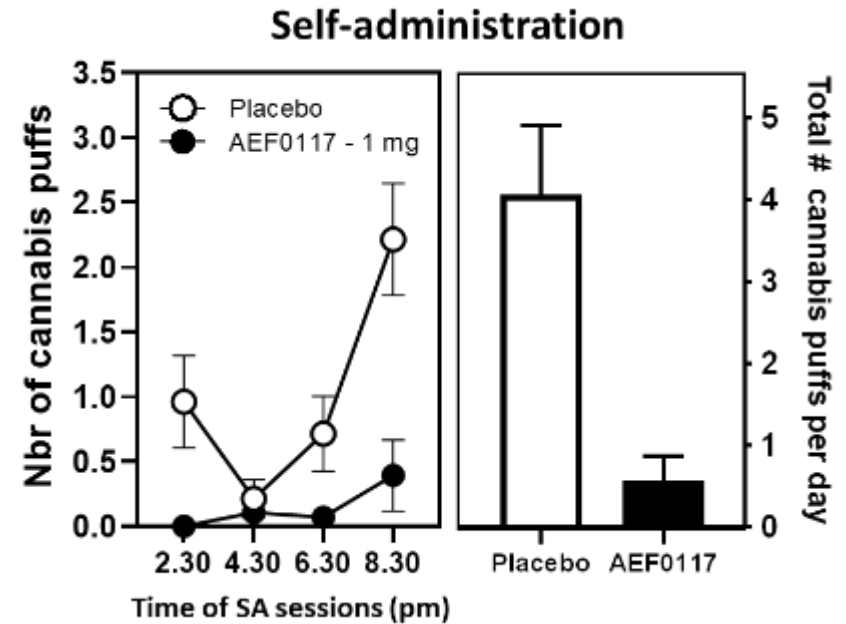 Self-administration
Nbr of cannabis puffs
3.5
3.0
2.5
2.0
1.5
1.0
0.5
0.0
Placebo
AEF0117 - 1 mg
2.30 4.30 6.30 8.30
Time of SA sessions (pm)
5
4
3
2
1
0
Total # cannabis puffs per day
Placebo AEF0117